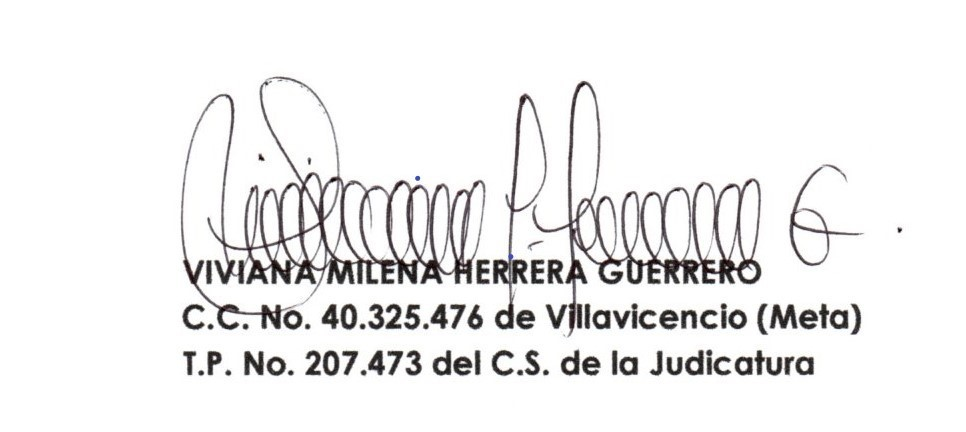 VIVIANA MILENA HERRERA GUERRERO
C.C. No. 40.325.476 de Villavicencio (Meta)
T.P. No. 207.473 del C.S. de la Judicatura